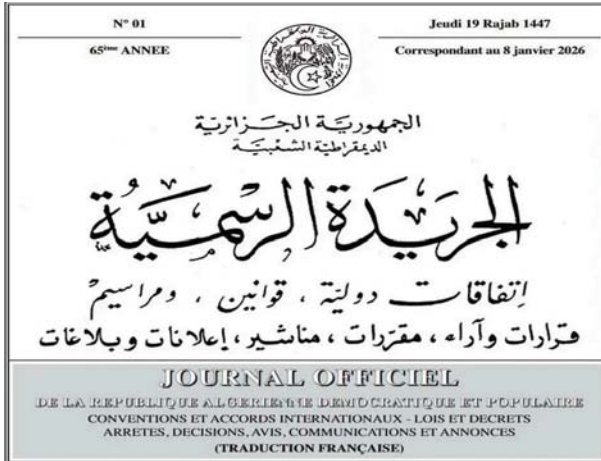 N° 01
Jeudi 19 Rajab 1447
65ème ANNEE
Correspondant au 8 janvier 2026
الجمهورية الجزائرية
الديمقراطية الشعبية
الجريدة الرسمية
إتفاقات دولية ، قوانين ، ومراسيم
قرارات وآراء ، مقررات ، مناشير ، إعلانات وبلاغات
JOURNAL OFFICIEL
DE LA REPUBLIQUE ALGERIENNE DEMOCRATIQUE ET POPULAIRE
CONVENTIONS ET ACCORDS INTERNATIONAUX - LOIS ET DECRETS
ARRETES, DECISIONS, AVIS, COMMUNICATIONS ET ANNONCES
(TRADUCTION FRANÇAISE)